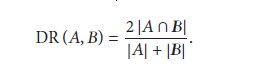 DR (A, B) = 2 |A ∩ B| / |A| + |B| .